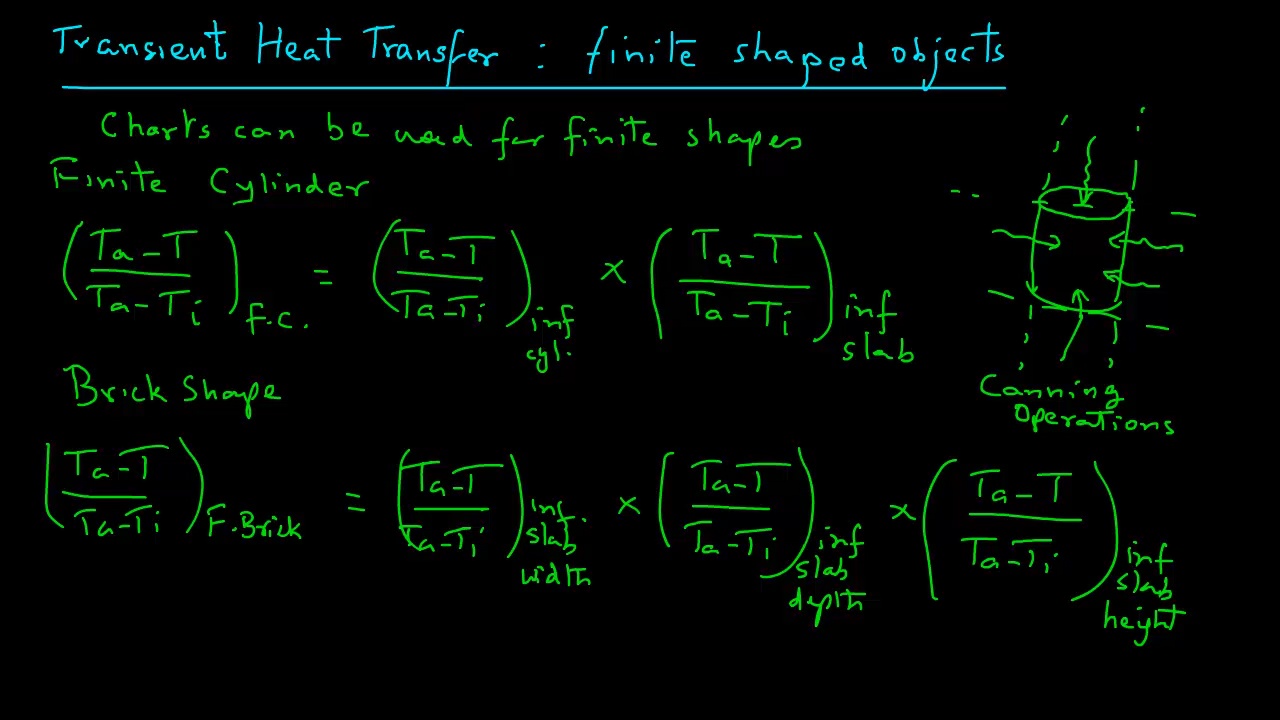 Transient Heat Transfer : finite shaped objects
Charts can be used for finite shapes
Finite Cylinder
(Ta-T / Ta-Ti) F.C. = (Ta-T / Ta-Ti) inf cyl. × (Ta-T / Ta-Ti) inf slab
Canning
Operations
Brick Shape
(Ta-T / Ta-Ti) F.Brick = (Ta-T / Ta-Ti) inf. slab width × (Ta-T / Ta-Ti) inf slab depth × (Ta-T / Ta-Ti) inf slab height